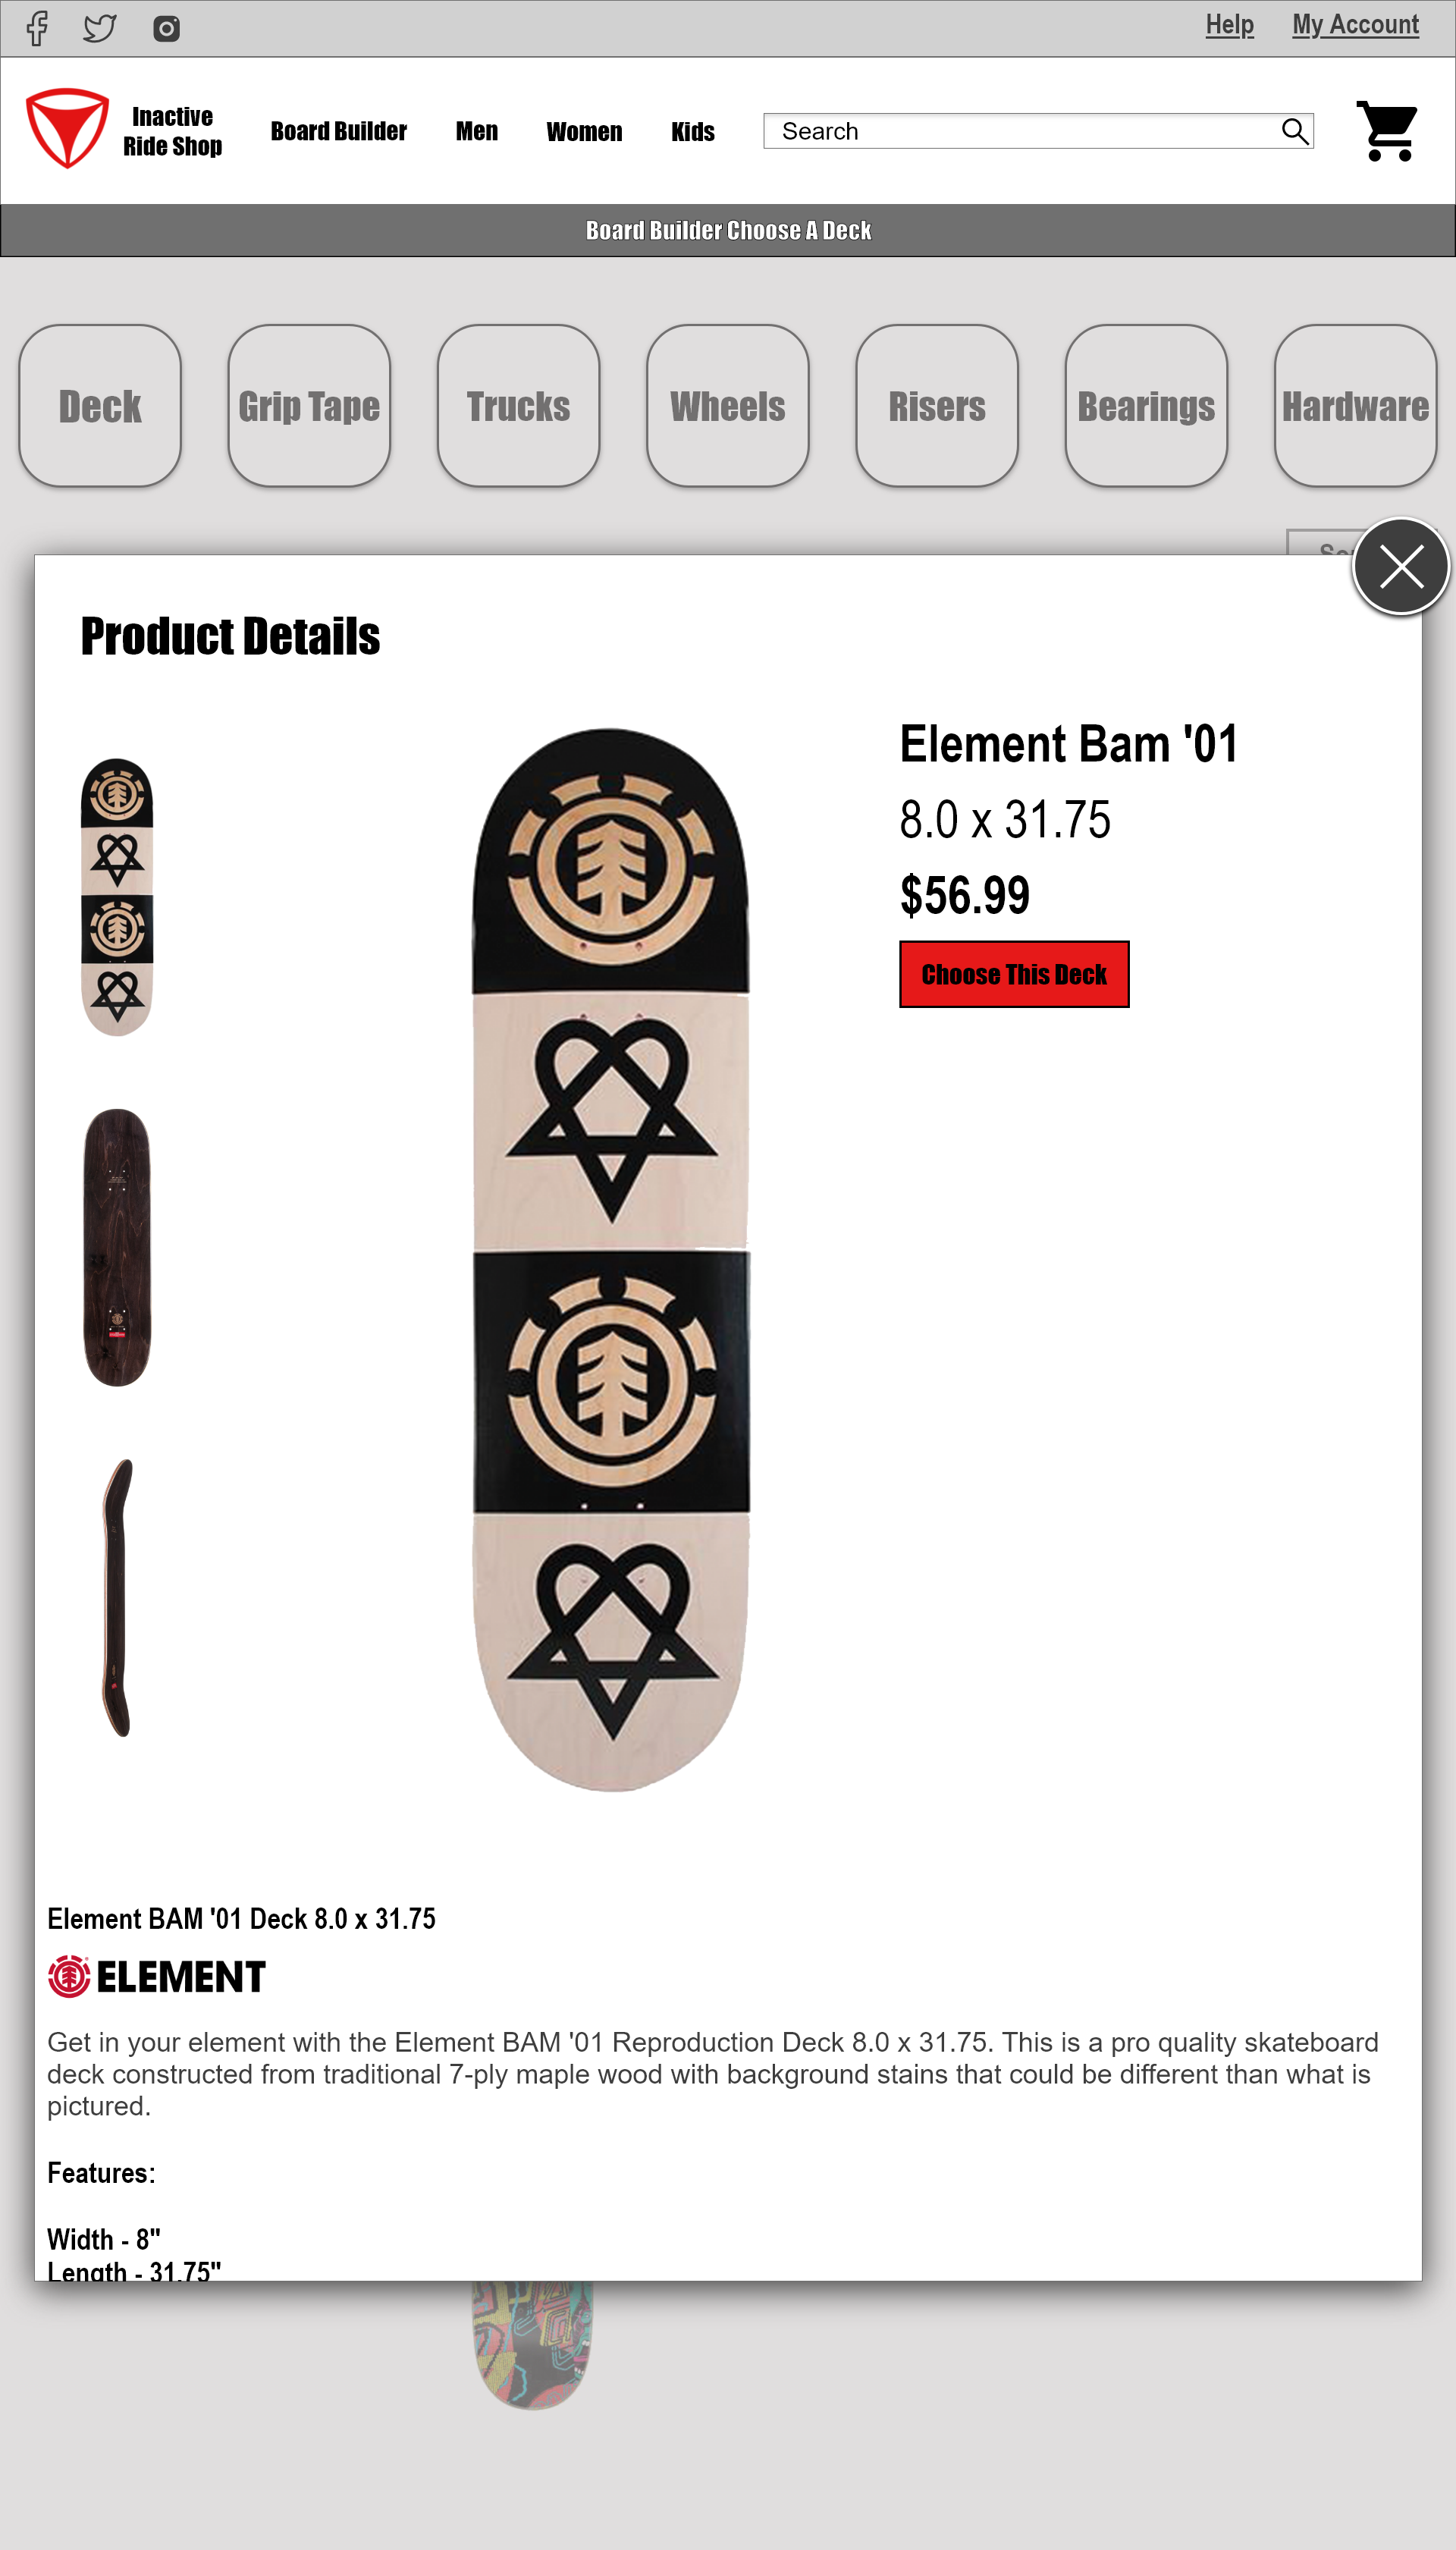 Help My Account
Inactive
Ride Shop
Board Builder Men Women Kids Search
Board Builder Choose A Deck
Deck Grip Tape Trucks Wheels Risers Bearings Hardware
Product Details
Element Bam '01
8.0 x 31.75
$56.99
Choose This Deck
Element BAM '01 Deck 8.0 x 31.75
ELEMENT
Get in your element with the Element BAM '01 Reproduction Deck 8.0 x 31.75. This is a pro quality skateboard
deck constructed from traditional 7-ply maple wood with background stains that could be different than what is
pictured.
Features:
Width - 8"
Length - 31.75"